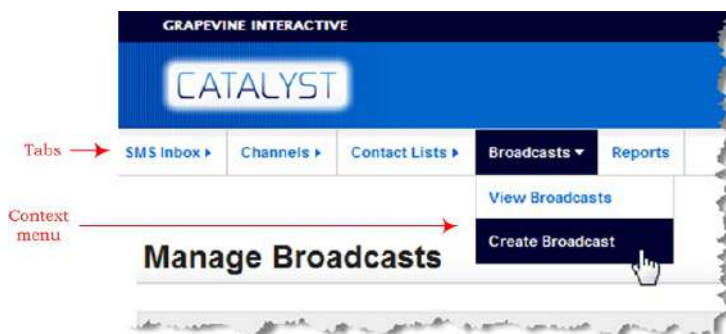 GRAPEVINE INTERACTIVE
CATALYST
Tabs
SMS Inbox Channels Contact Lists Broadcasts Reports
View Broadcasts
Context
menu
Create Broadcast
Manage Broadcasts